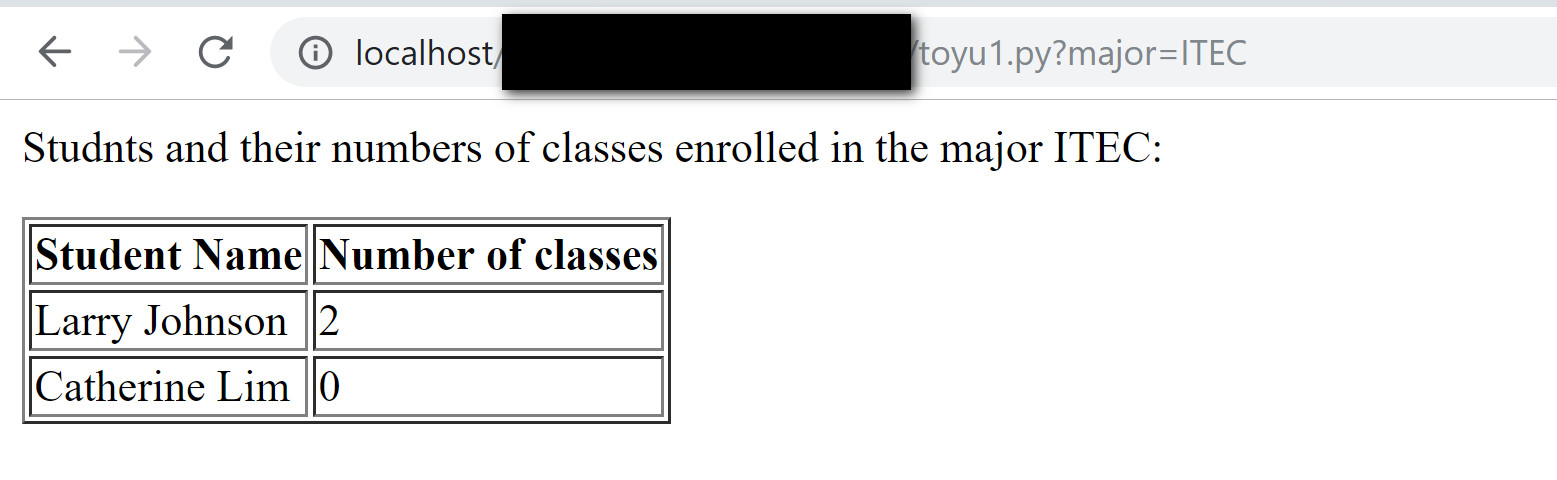 localhost/ /toyu1.py?major=ITEC
Studnts and their numbers of classes enrolled in the major ITEC:
Student Name Number of classes
Larry Johnson 2
Catherine Lim 0